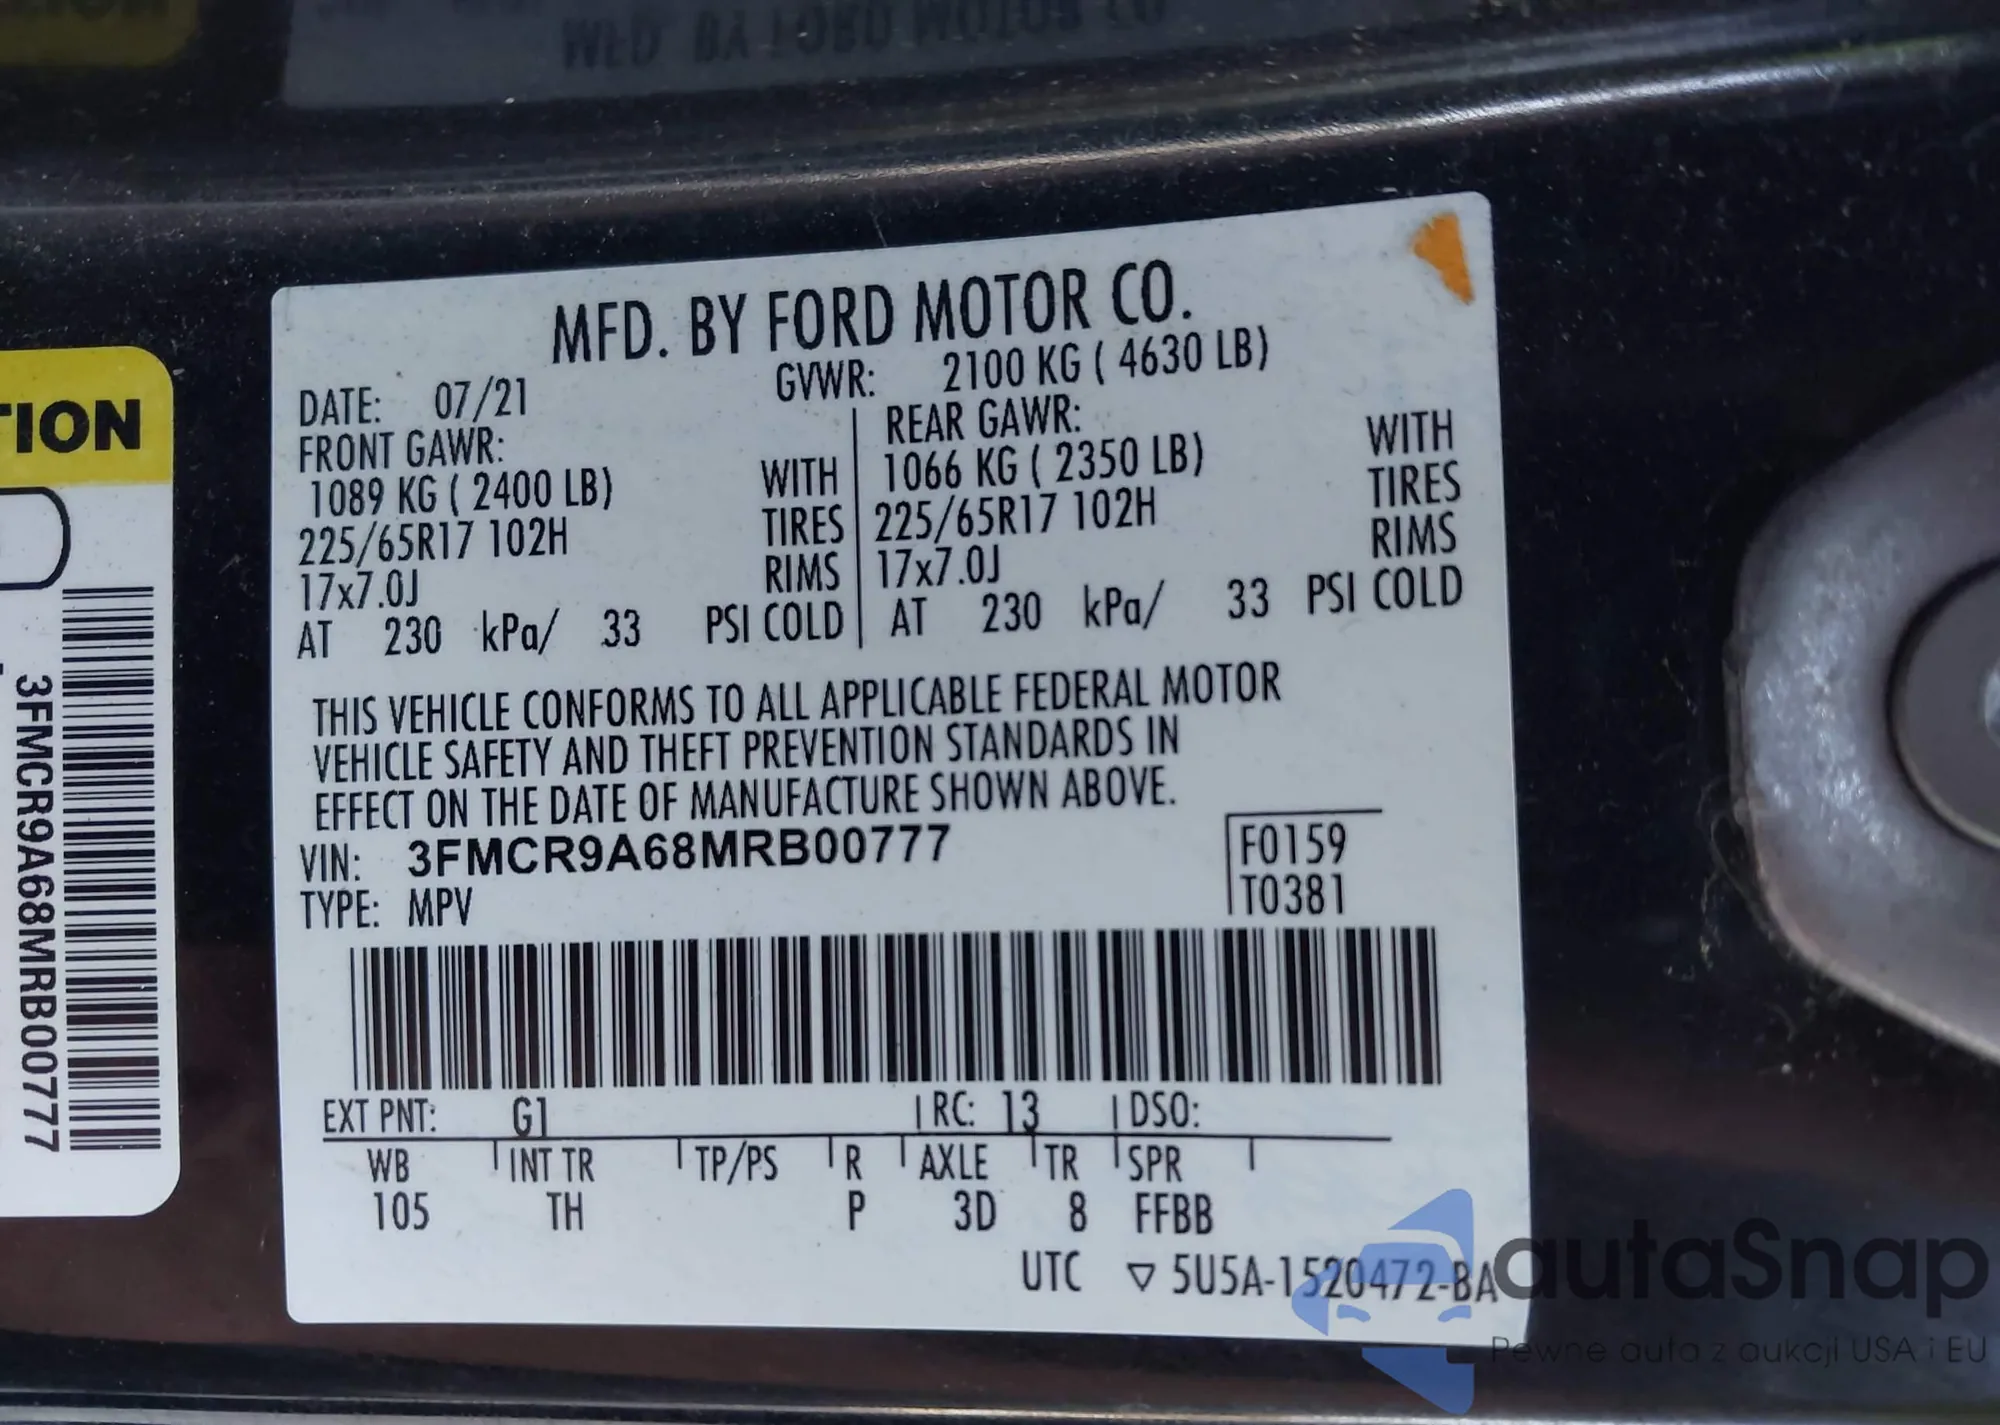 MFD. BY FORD MOTOR CO
MFD. BY FORD MOTOR CO.
DATE: 07/21
GVWR: 2100 KG ( 4630 LB)
FRONT GAWR:
1089 KG ( 2400 LB) WITH
225/65R17 102H TIRES
17x7.0J RIMS
AT 230 kPa/ 33 PSI COLD
REAR GAWR: WITH
1066 KG ( 2350 LB) TIRES
225/65R17 102H RIMS
17x7.0J
AT 230 kPa/ 33 PSI COLD
THIS VEHICLE CONFORMS TO ALL APPLICABLE FEDERAL MOTOR
VEHICLE SAFETY AND THEFT PREVENTION STANDARDS IN
EFFECT ON THE DATE OF MANUFACTURE SHOWN ABOVE.
VIN: 3FMCR9A68MRB00777
F0159
TYPE: MPV
T0381
EXT PNT: G1 RC: 13 DSO:
WB INT TR TP/PS R AXLE TR SPR
105 TH P 3D 8 FFBB
UTC ▽ 5U5A-1520472-BA
TION
3FMCR9A68MRB00777
autaSnap
Pewne auta z aukcji USA i EU